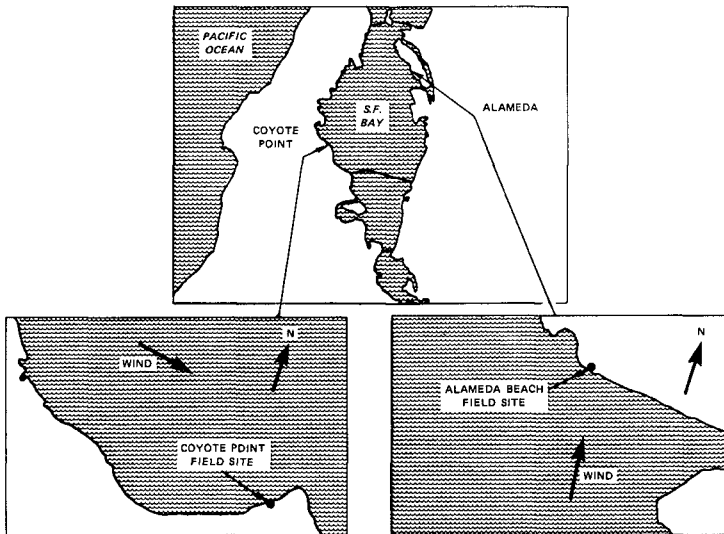 PACIFIC
OCEAN
S.F.
BAY
ALAMEDA
COYOTE
POINT
WIND
N
COYOTE POINT
FIELD SITE
N
ALAMEDA BEACH
FIELD SITE
WIND